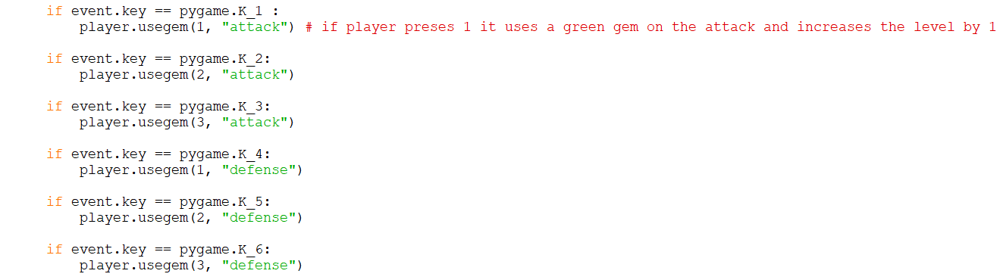 if event.key == pygame.K_1 :
    player.usegem(1, "attack") # if player preses 1 it uses a green gem on the attack and increases the level by 1
if event.key == pygame.K_2:
    player.usegem(2, "attack")
if event.key == pygame.K_3:
    player.usegem(3, "attack")
if event.key == pygame.K_4:
    player.usegem(1, "defense")
if event.key == pygame.K_5:
    player.usegem(2, "defense")
if event.key == pygame.K_6:
    player.usegem(3, "defense")